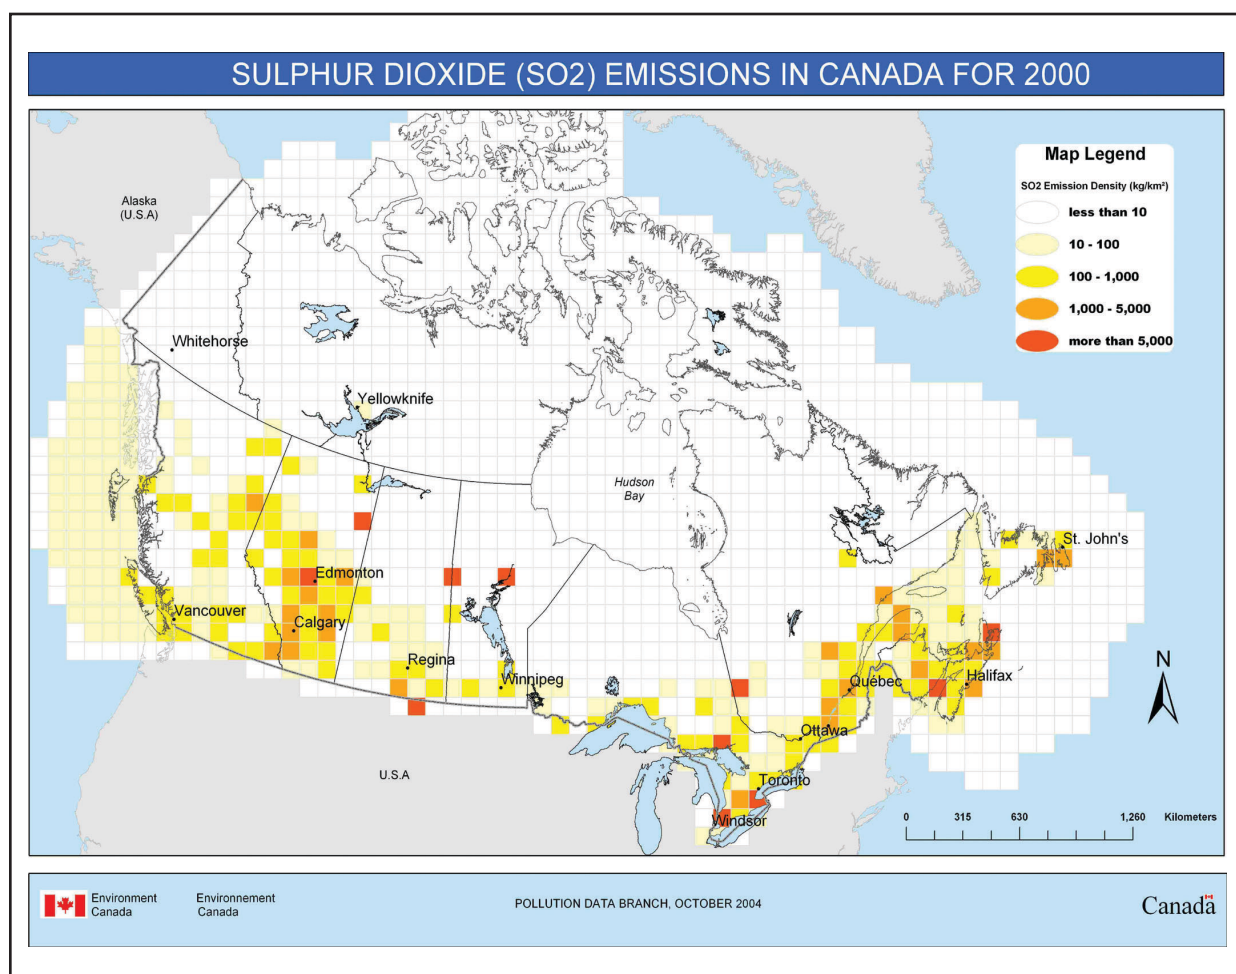 SULPHUR DIOXIDE (SO2) EMISSIONS IN CANADA FOR 2000
Map Legend
SO2 Emission Density (kg/km²)
less than 10
10 - 100
100 - 1,000
1,000 - 5,000
more than 5,000
Alaska
(U.S.A)
Whitehorse
Yellowknife
Hudson
Bay
St. John's
Edmonton
Vancouver
Calgary
Regina
Winnipeg
Québec
Halifax
Ottawa
Toronto
Windsor
U.S.A
N
0 315 630 1,260 Kilometers
Environment
Canada
Environnement
Canada
POLLUTION DATA BRANCH, OCTOBER 2004
Canada